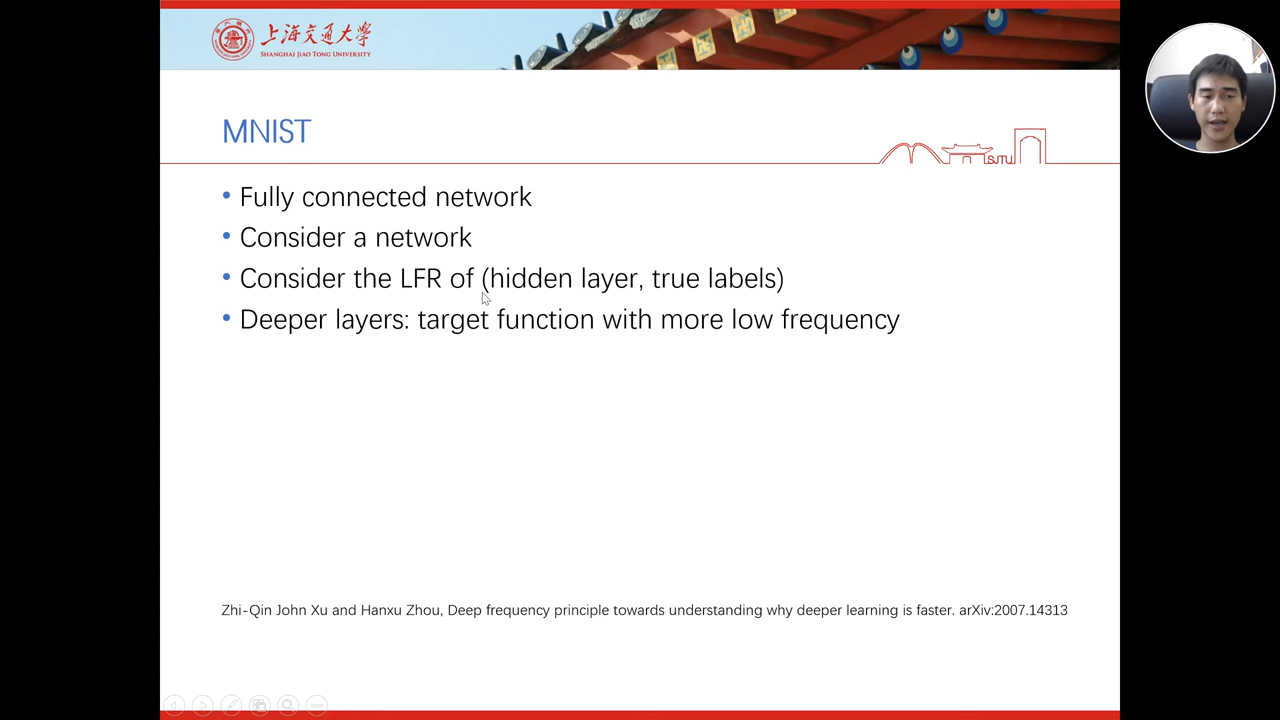 上海交通大学
SHANGHAI JIAO TONG UNIVERSITY
MNIST
SJTU
• Fully connected network
• Consider a network
• Consider the LFR of (hidden layer, true labels)
• Deeper layers: target function with more low frequency
Zhi-Qin John Xu and Hanxu Zhou, Deep frequency principle towards understanding why deeper learning is faster. arXiv:2007.14313